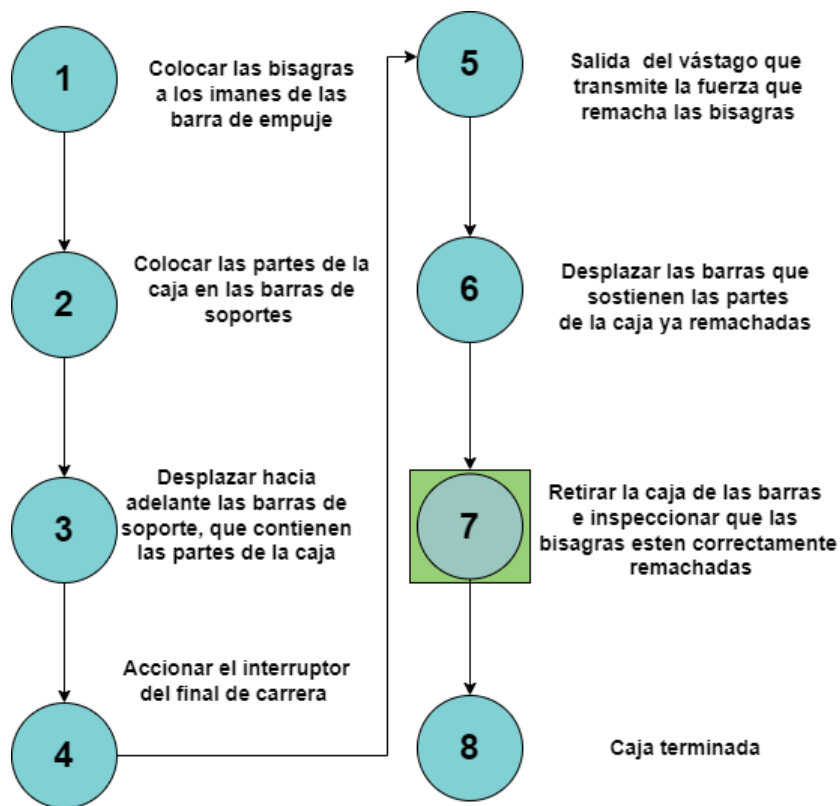 1
Colocar las bisagras
a los imanes de las
barra de empuje
2
Colocar las partes de la
caja en las barras de
soportes
3
Desplazar hacia
adelante las barras de
soporte, que contienen
las partes de la caja
4
Accionar el interruptor
del final de carrera
5
Salida del vástago que
transmite la fuerza que
remacha las bisagras
6
Desplazar las barras que
sostienen las partes
de la caja ya remachadas
7
Retirar la caja de las barras
e inspeccionar que las
bisagras esten correctamente
remachadas
8
Caja terminada